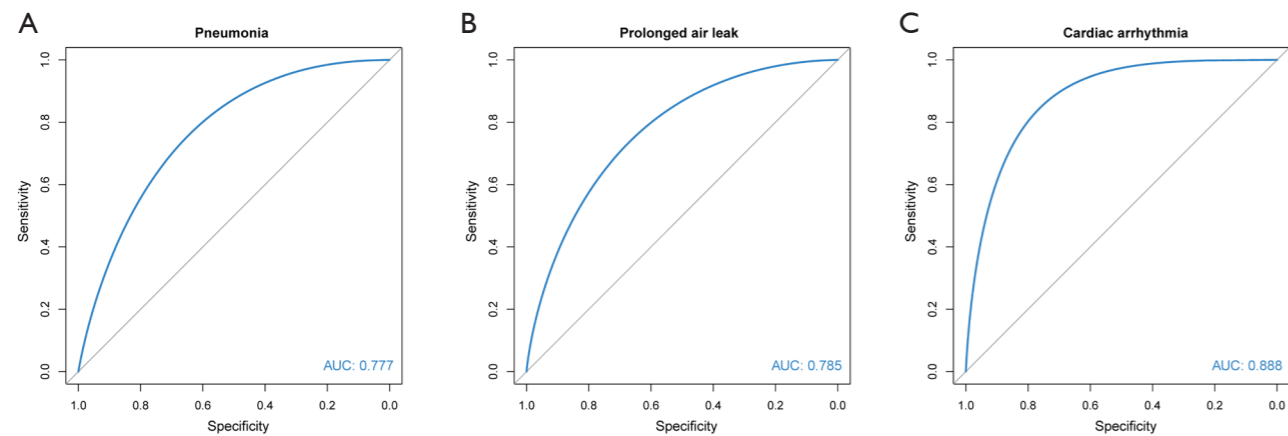 A
Pneumonia
1.0
0.8
0.6
0.4
0.2
0.0
Sensitivity
AUC: 0.777
1.0 0.8 0.6 0.4 0.2 0.0
Specificity
B
Prolonged air leak
1.0
0.8
0.6
0.4
0.2
0.0
Sensitivity
AUC: 0.785
1.0 0.8 0.6 0.4 0.2 0.0
Specificity
C
Cardiac arrhythmia
1.0
0.8
0.6
0.4
0.2
0.0
Sensitivity
AUC: 0.888
1.0 0.8 0.6 0.4 0.2 0.0
Specificity